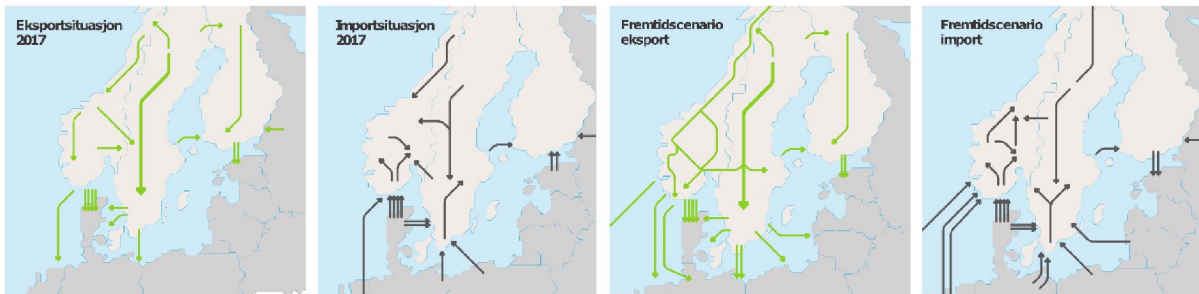 Eksportsituasjon
2017
Importsituasjon
2017
Fremtidscenario
eksport
Fremtidscenario
import